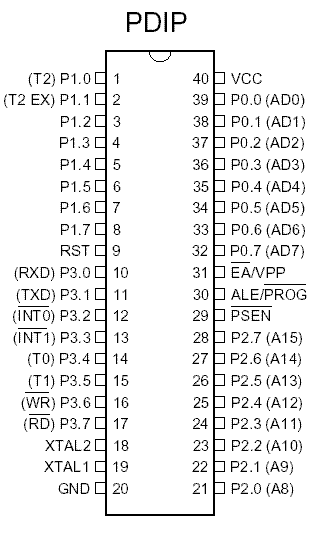 PDIP
(T2) P1.0 1 40 VCC
(T2 EX) P1.1 2 39 P0.0 (AD0)
P1.2 3 38 P0.1 (AD1)
P1.3 4 37 P0.2 (AD2)
P1.4 5 36 P0.3 (AD3)
P1.5 6 35 P0.4 (AD4)
P1.6 7 34 P0.5 (AD5)
P1.7 8 33 P0.6 (AD6)
RST 9 32 P0.7 (AD7)
(RXD) P3.0 10 31 E̅A̅/VPP
(TXD) P3.1 11 30 ALE/P̅R̅O̅G̅
(I̅N̅T̅0̅) P3.2 12 29 P̅S̅E̅N̅
(I̅N̅T̅1̅) P3.3 13 28 P2.7 (A15)
(T0) P3.4 14 27 P2.6 (A14)
(T1) P3.5 15 26 P2.5 (A13)
(W̅R̅) P3.6 16 25 P2.4 (A12)
(R̅D̅) P3.7 17 24 P2.3 (A11)
XTAL2 18 23 P2.2 (A10)
XTAL1 19 22 P2.1 (A9)
GND 20 21 P2.0 (A8)